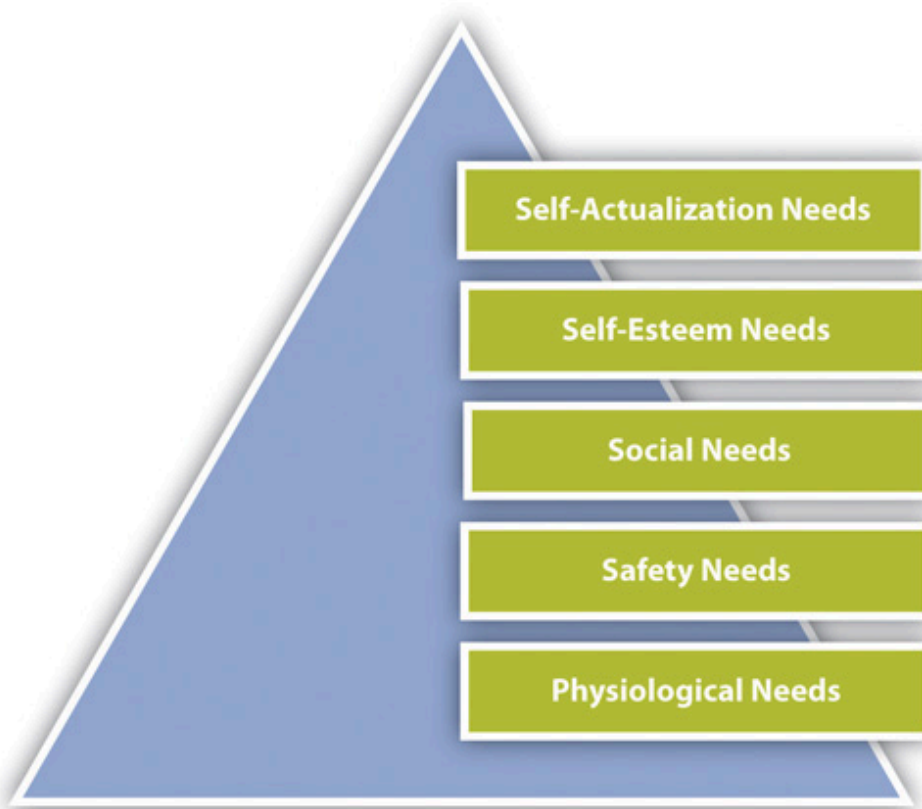 Self-Actualization Needs
Self-Esteem Needs
Social Needs
Safety Needs
Physiological Needs